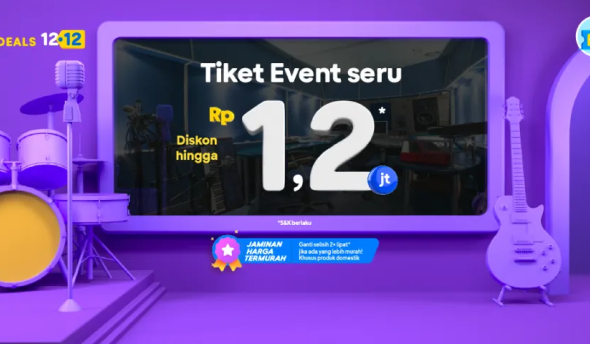 DEALS 12•12
Tiket Event seru
Diskon
hingga
Rp 1,2 jt*
*S&K berlaku
JAMINAN
HARGA
TERMURAH
Ganti selisih 2x lipat*
jika ada yang lebih murah!
Khusus produk domestik